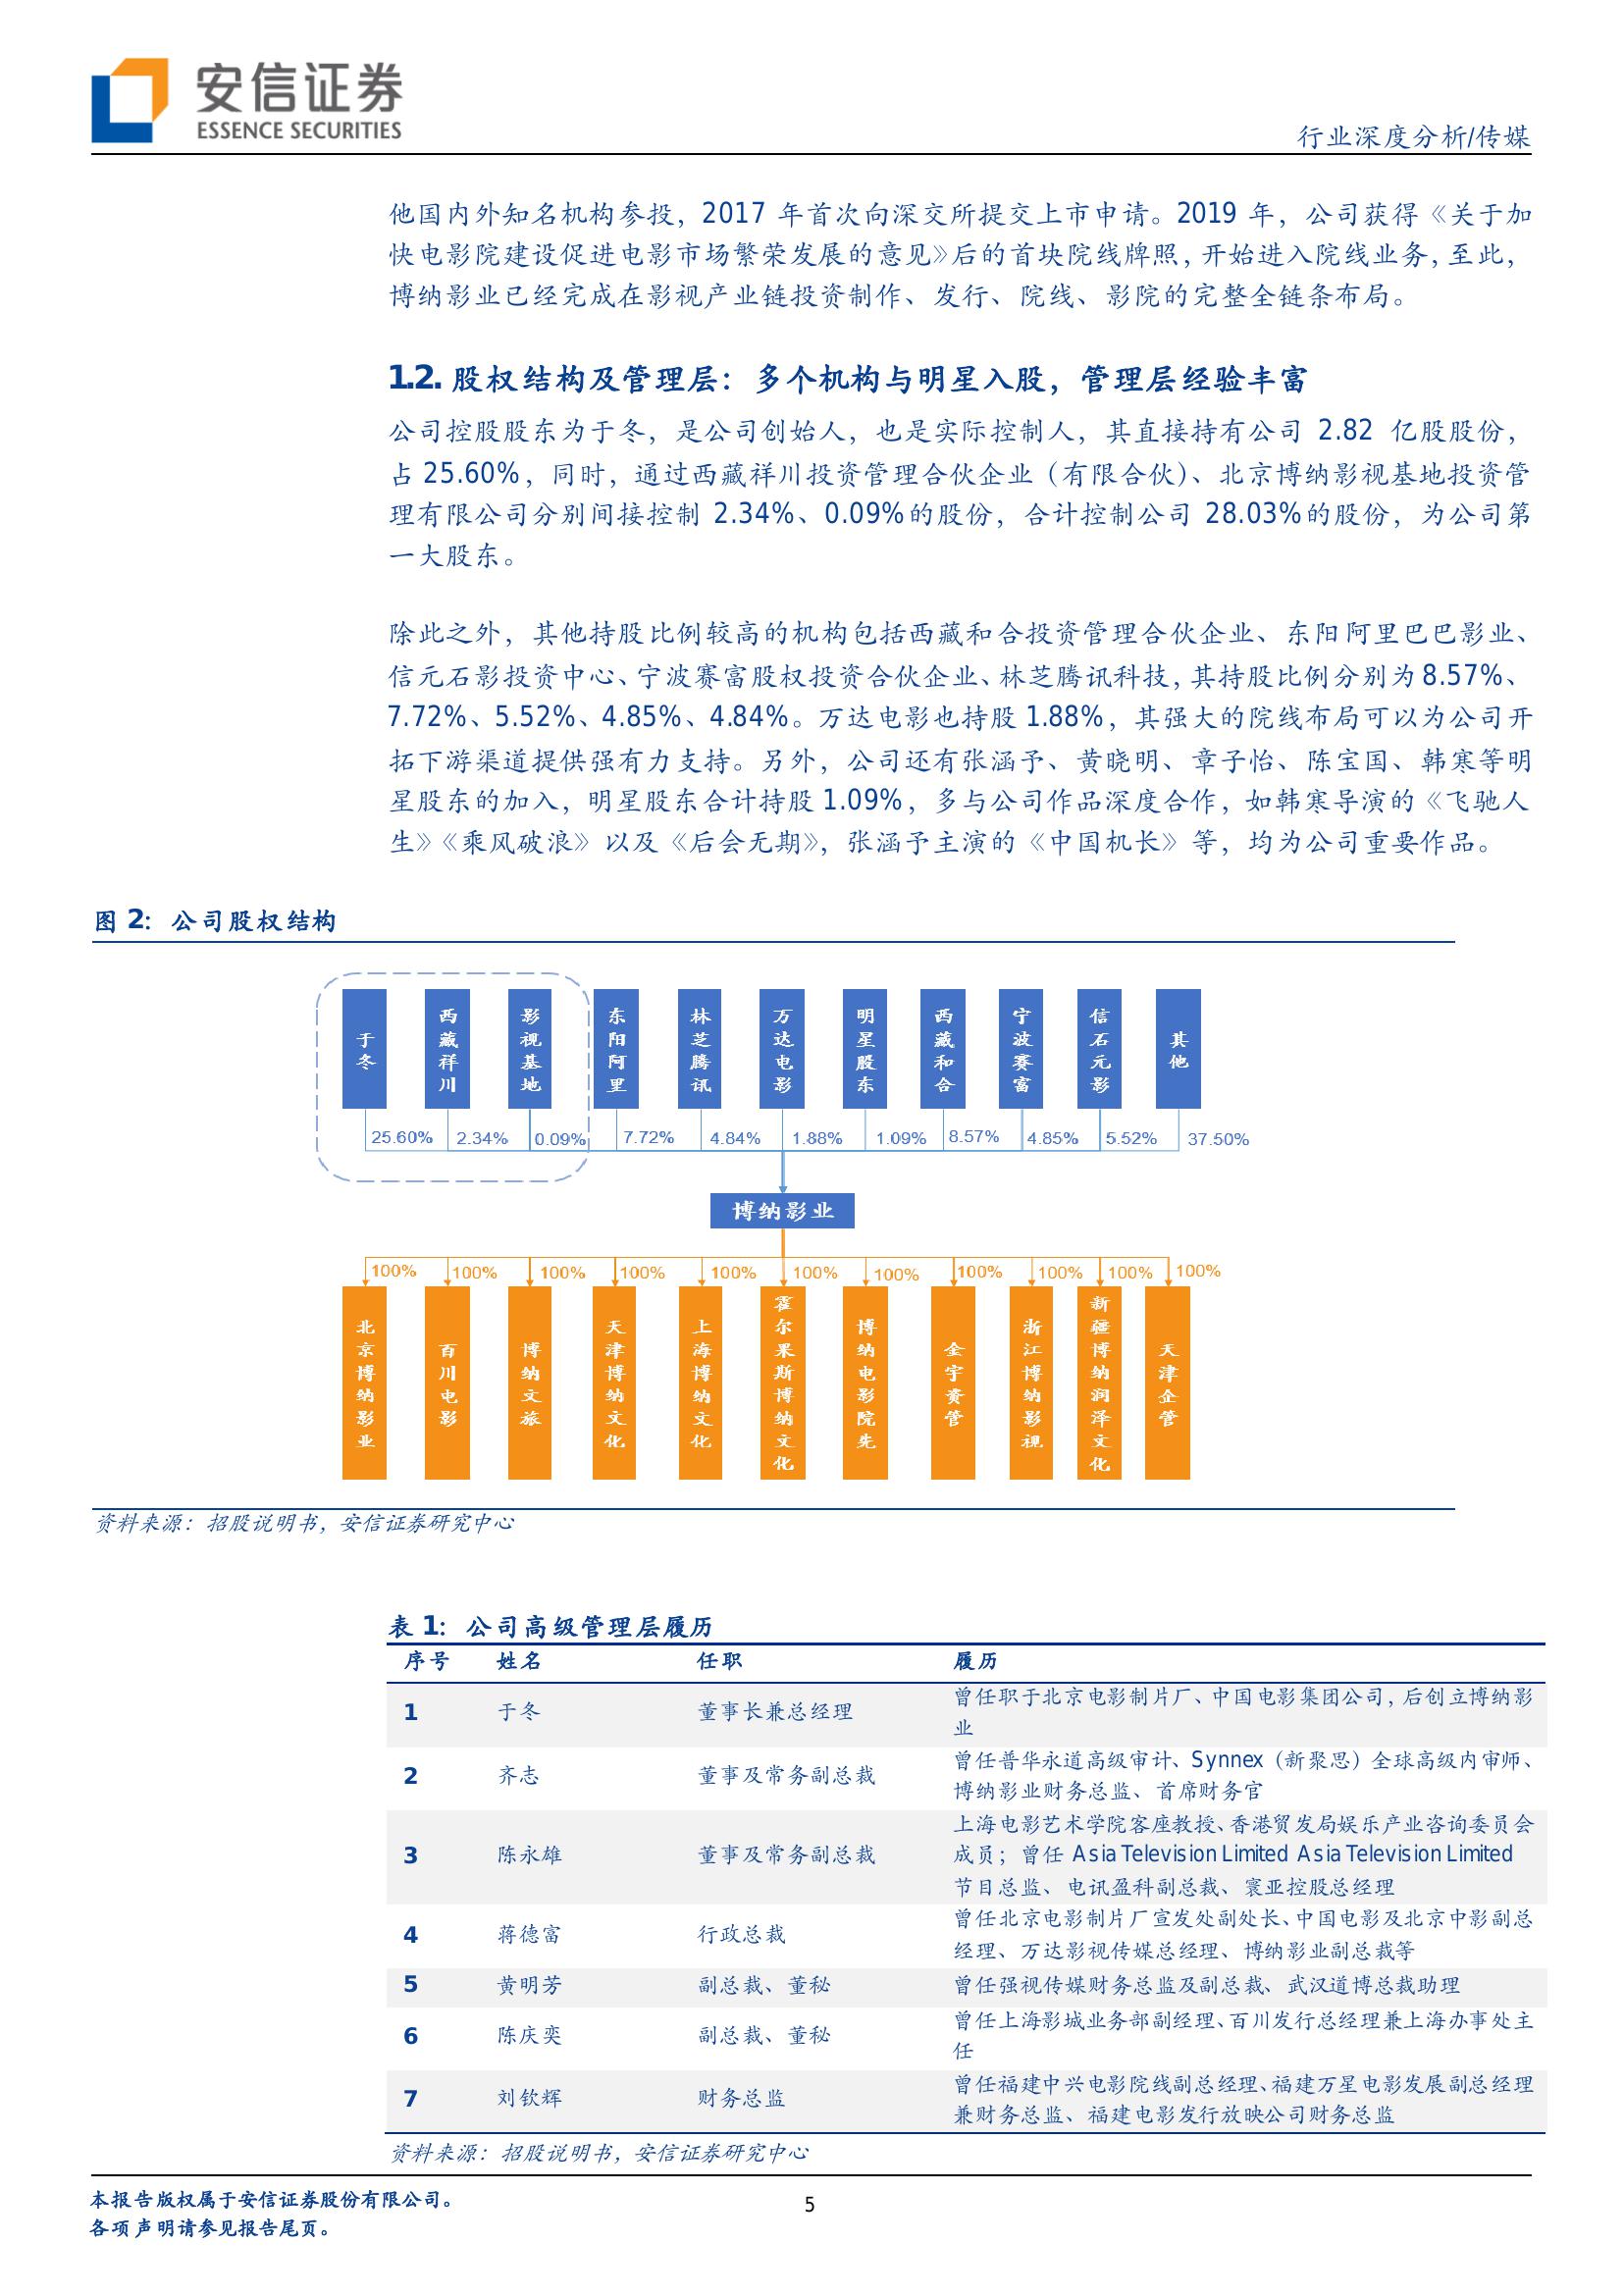 安信证券
ESSENCE SECURITIES
行业深度分析/传媒
他国内外知名机构参投，2017 年首次向深交所提交上市申请。2019 年，公司获得《关于加
快电影院建设促进电影市场繁荣发展的意见》后的首块院线牌照，开始进入院线业务，至此，
博纳影业已经完成在影视产业链投资制作、发行、院线、影院的完整全链条布局。
1.2. 股权结构及管理层：多个机构与明星入股，管理层经验丰富
公司控股股东为于冬，是公司创始人，也是实际控制人，其直接持有公司 2.82 亿股股份，
占 25.60%，同时，通过西藏祥川投资管理合伙企业（有限合伙）、北京博纳影视基地投资管
理有限公司分别间接控制 2.34%、0.09%的股份，合计控制公司 28.03%的股份，为公司第
一大股东。
除此之外，其他持股比例较高的机构包括西藏和合投资管理合伙企业、东阳阿里巴巴影业、
信元石影投资中心、宁波赛富股权投资合伙企业、林芝腾讯科技，其持股比例分别为 8.57%、
7.72%、5.52%、4.85%、4.84%。万达电影也持股 1.88%，其强大的院线布局可以为公司开
拓下游渠道提供强有力支持。另外，公司还有张涵予、黄晓明、章子怡、陈宝国、韩寒等明
星股东的加入，明星股东合计持股 1.09%，多与公司作品深度合作，如韩寒导演的《飞驰人
生》《乘风破浪》以及《后会无期》，张涵予主演的《中国机长》等，均为公司重要作品。
图 2：公司股权结构
于冬
西藏祥川
影视基地
东阳阿里
林芝腾讯
万达电影
明星股东
西藏和合
宁波赛富
信石元影
其他
25.60% 2.34% 0.09% 7.72% 4.84% 1.88% 1.09% 8.57% 4.85% 5.52% 37.50%
博纳影业
100% 100% 100% 100% 100% 100% 100% 100% 100% 100% 100%
北京博纳影业
百川电影
博纳文旅
天津博纳文化
上海博纳文化
霍尔果斯博纳文化
博纳电影院先
金宇资管
浙江博纳影视
新疆博纳润泽文化
天津企管
资料来源：招股说明书，安信证券研究中心
表 1：公司高级管理层履历
序号 姓名 任职 履历
1 于冬 董事长兼总经理 曾任职于北京电影制片厂、中国电影集团公司，后创立博纳影
业
2 齐志 董事及常务副总裁 曾任普华永道高级审计、Synnex（新聚思）全球高级内审师、
博纳影业财务总监、首席财务官
3 陈永雄 董事及常务副总裁 上海电影艺术学院客座教授、香港贸发局娱乐产业咨询委员会
成员；曾任 Asia Television Limited Asia Television Limited
节目总监、电讯盈科副总裁、寰亚控股总经理
4 蒋德富 行政总裁 曾任北京电影制片厂宣发处副处长、中国电影及北京中影副总
经理、万达影视传媒总经理、博纳影业副总裁等
5 黄明芳 副总裁、董秘 曾任强视传媒财务总监及副总裁、武汉道博总裁助理
6 陈庆奕 副总裁、董秘 曾任上海影城业务部副经理、百川发行总经理兼上海办事处主
任
7 刘钦辉 财务总监 曾任福建中兴电影院线副总经理、福建万星电影发展副总经理
兼财务总监、福建电影发行放映公司财务总监
资料来源：招股说明书，安信证券研究中心
本报告版权属于安信证券股份有限公司。
各项声明请参见报告尾页。
5